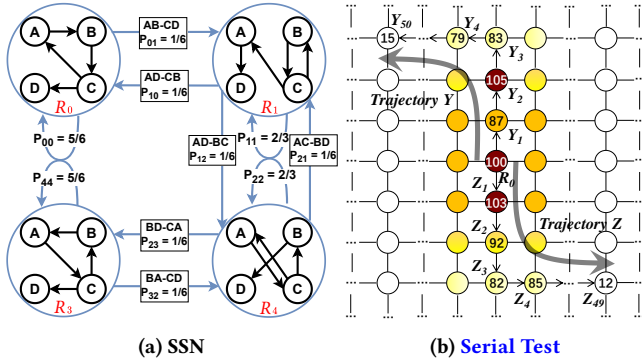 A
B
D
C
R0
AB-CD
P01 = 1/6
AD-CB
P10 = 1/6
A
B
D
C
R1
P00 = 5/6
P44 = 5/6
AD-BC
P12 = 1/6
P11 = 2/3
P22 = 2/3
AC-BD
P21 = 1/6
A
B
D
C
R3
BD-CA
P23 = 1/6
BA-CD
P32 = 1/6
A
B
D
C
R4
(a) SSN
15
Y50
79
Y4
83
Y3
105
Y2
Trajectory Y
87
Y1
100
R0
Z1
103
Trajectory Z
Z2
92
Z3
82
85
Z4
Z49
12
(b) Serial Test